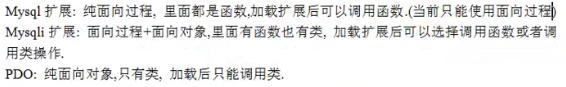 Mysql 扩展: 纯面向过程, 里面都是函数,加载扩展后可以调用函数.(当前只能使用面向过程)
Mysqli 扩展: 面向过程+面向对象,里面有函数也有类, 加载扩展后可以选择调用函数或者调
用类操作.
PDO: 纯面向对象,只有类, 加载后只能调用类.